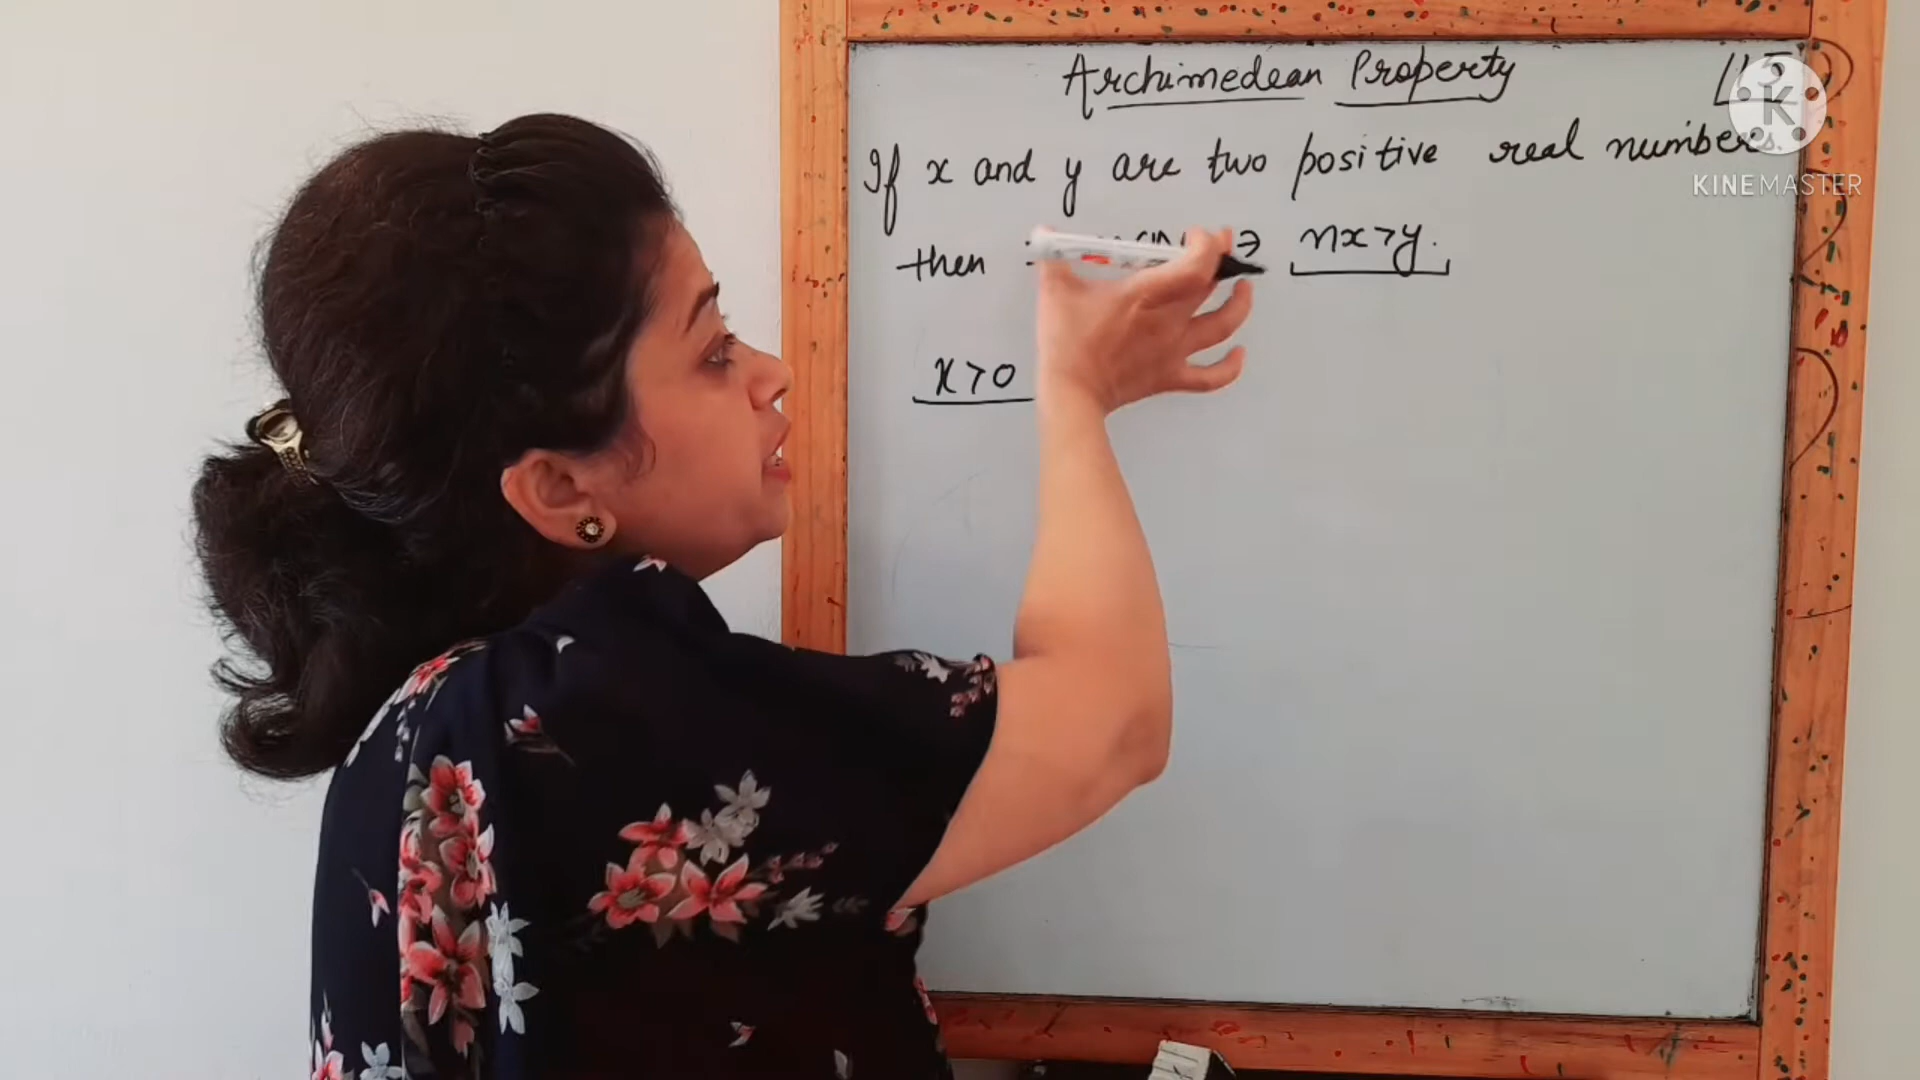 Archimedean Property
If x and y are two positive real numbers.
then ∋ nx>y.
x>0
K
KINEMASTER